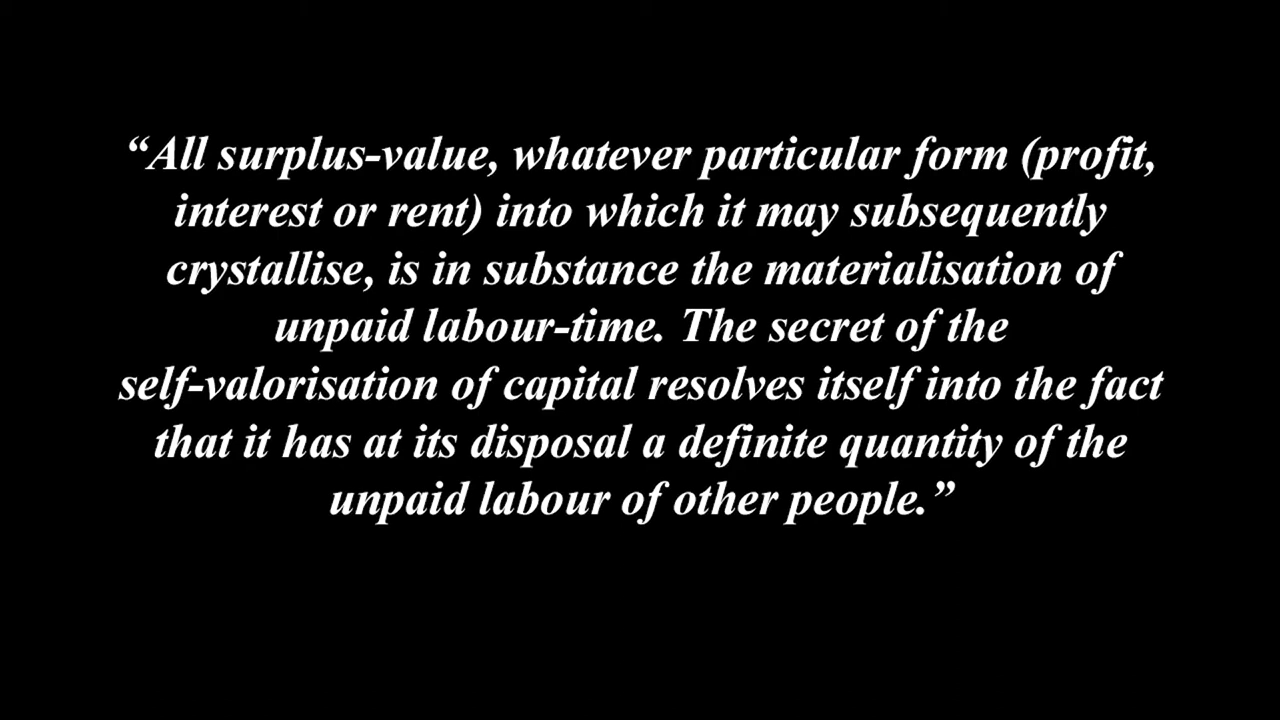 “All surplus-value, whatever particular form (profit,
interest or rent) into which it may subsequently
crystallise, is in substance the materialisation of
unpaid labour-time. The secret of the
self-valorisation of capital resolves itself into the fact
that it has at its disposal a definite quantity of the
unpaid labour of other people.”